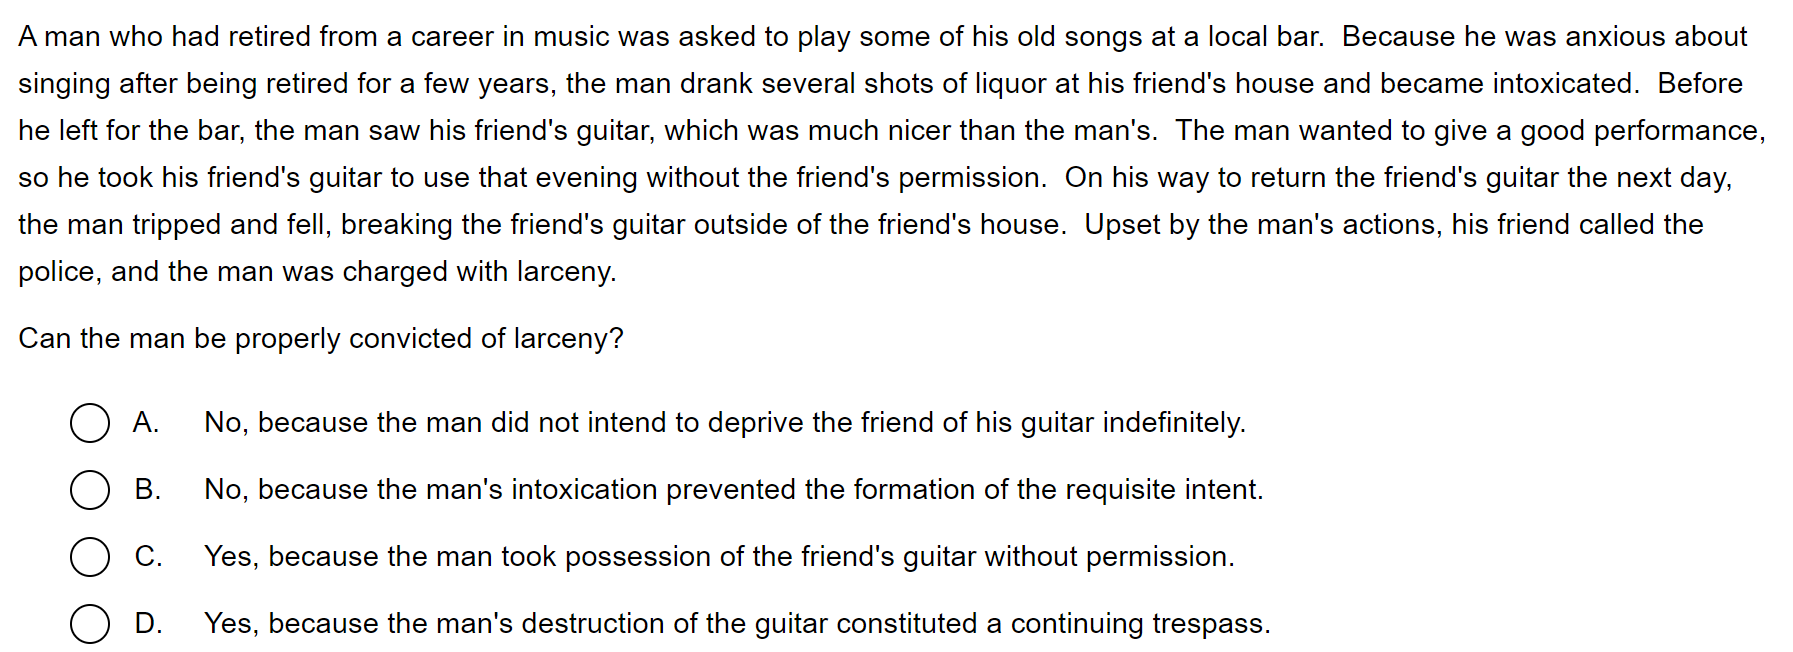 A man who had retired from a career in music was asked to play some of his old songs at a local bar.  Because he was anxious about
singing after being retired for a few years, the man drank several shots of liquor at his friend's house and became intoxicated.  Before
he left for the bar, the man saw his friend's guitar, which was much nicer than the man's.  The man wanted to give a good performance,
so he took his friend's guitar to use that evening without the friend's permission.  On his way to return the friend's guitar the next day,
the man tripped and fell, breaking the friend's guitar outside of the friend's house.  Upset by the man's actions, his friend called the
police, and the man was charged with larceny.
Can the man be properly convicted of larceny?
A. No, because the man did not intend to deprive the friend of his guitar indefinitely.
B. No, because the man's intoxication prevented the formation of the requisite intent.
C. Yes, because the man took possession of the friend's guitar without permission.
D. Yes, because the man's destruction of the guitar constituted a continuing trespass.